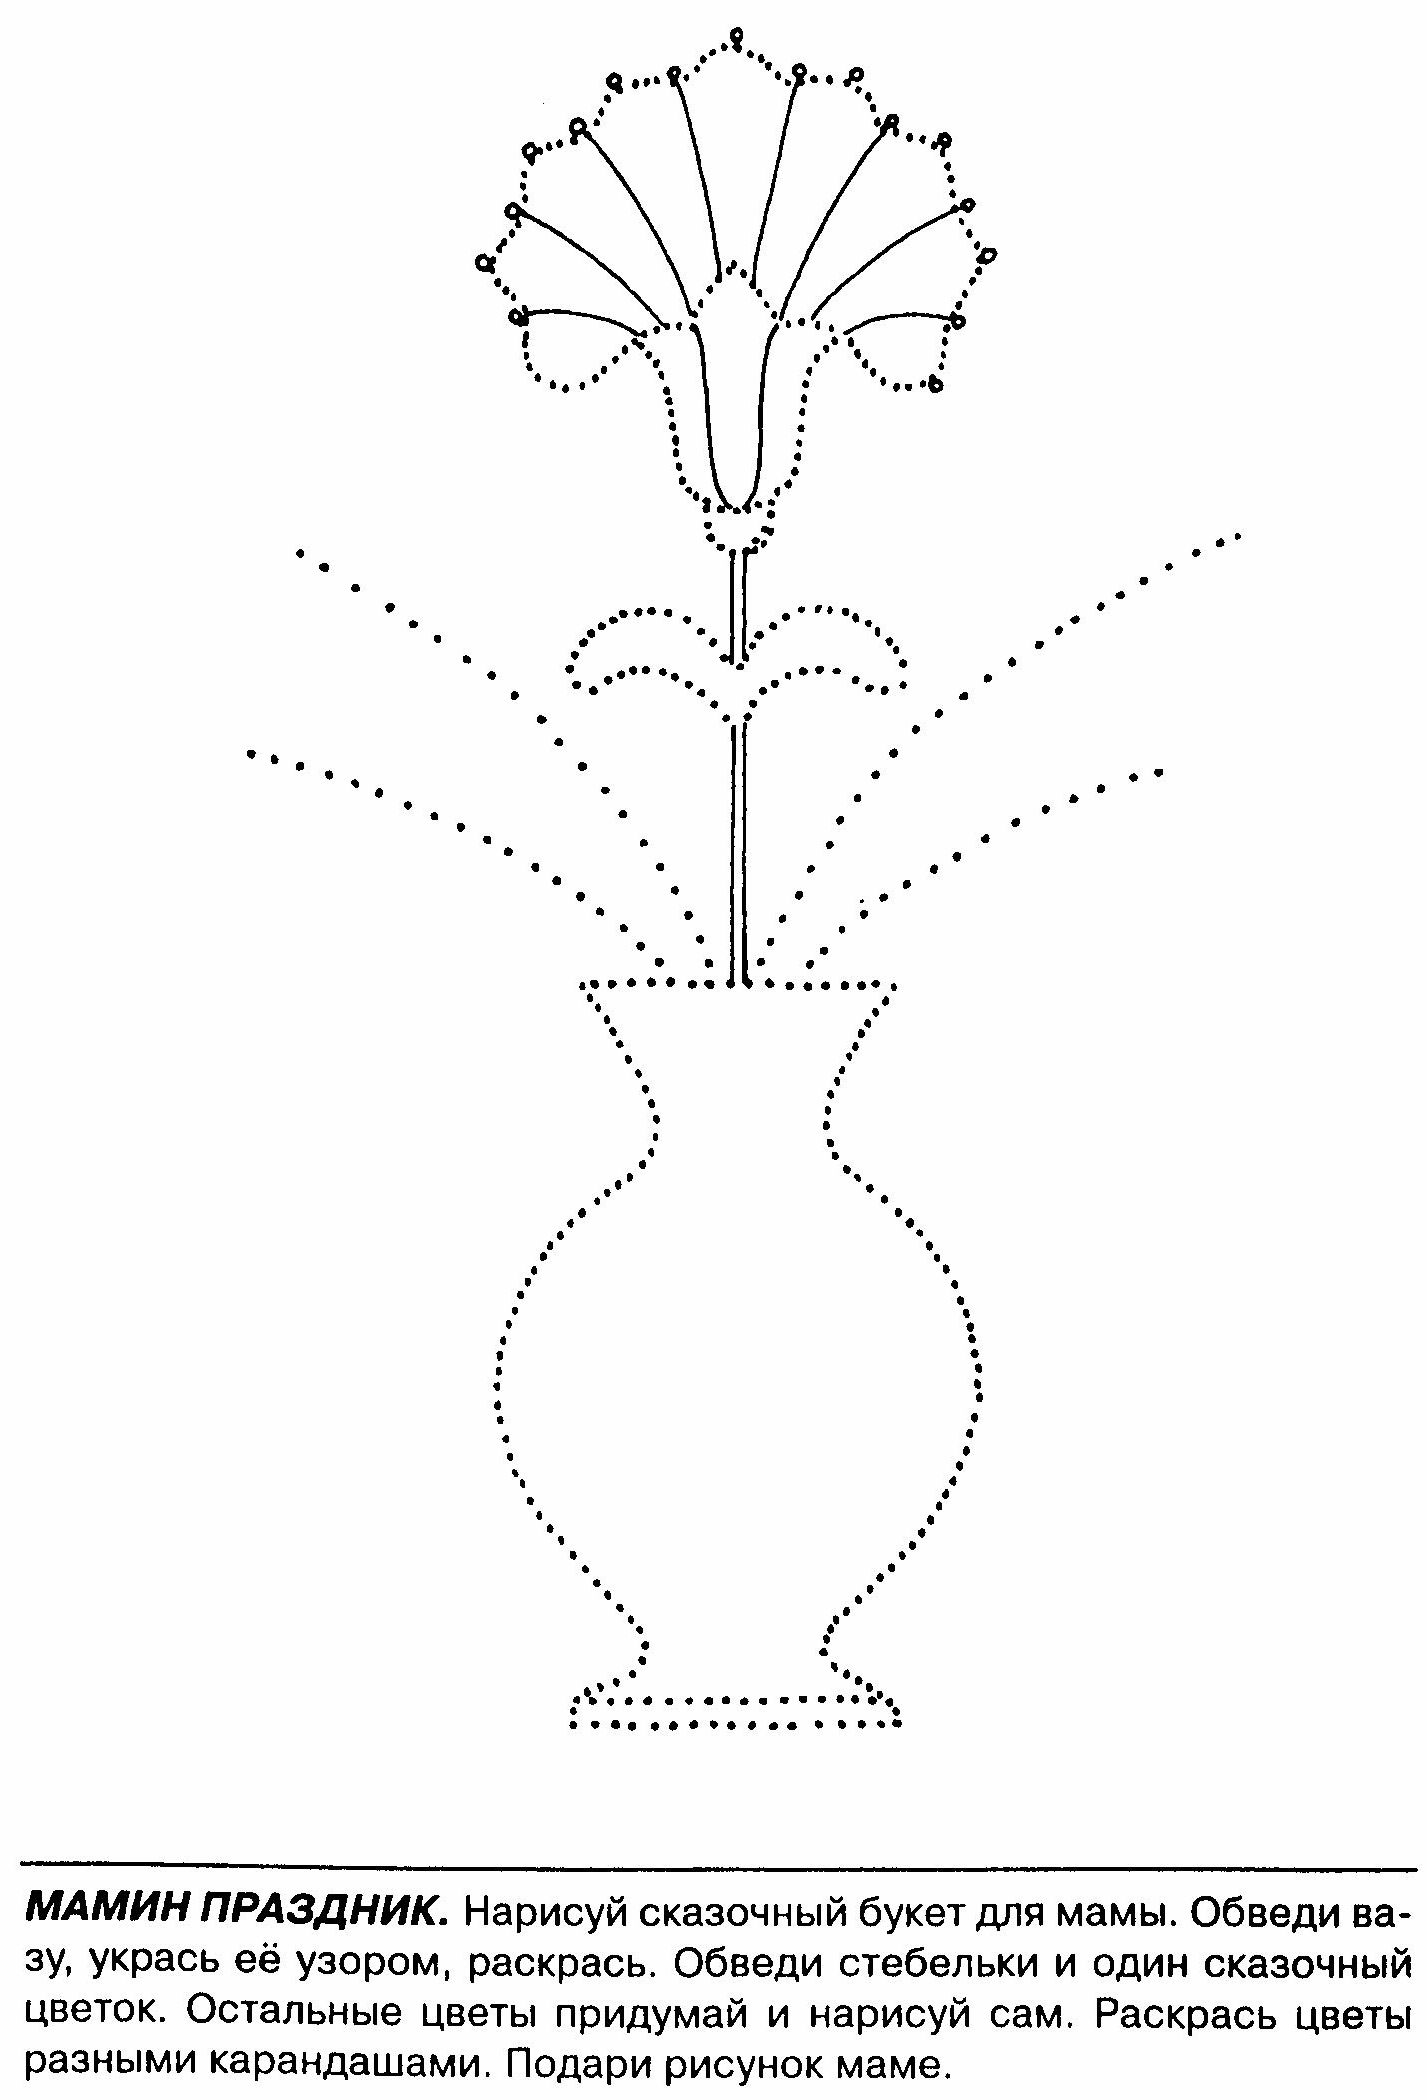 МАМИН ПРАЗДНИК. Нарисуй сказочный букет для мамы. Обведи ва-
зу, укрась её узором, раскрась. Обведи стебельки и один сказочный
цветок. Остальные цветы придумай и нарисуй сам. Раскрась цветы
разными карандашами. Подари рисунок маме.